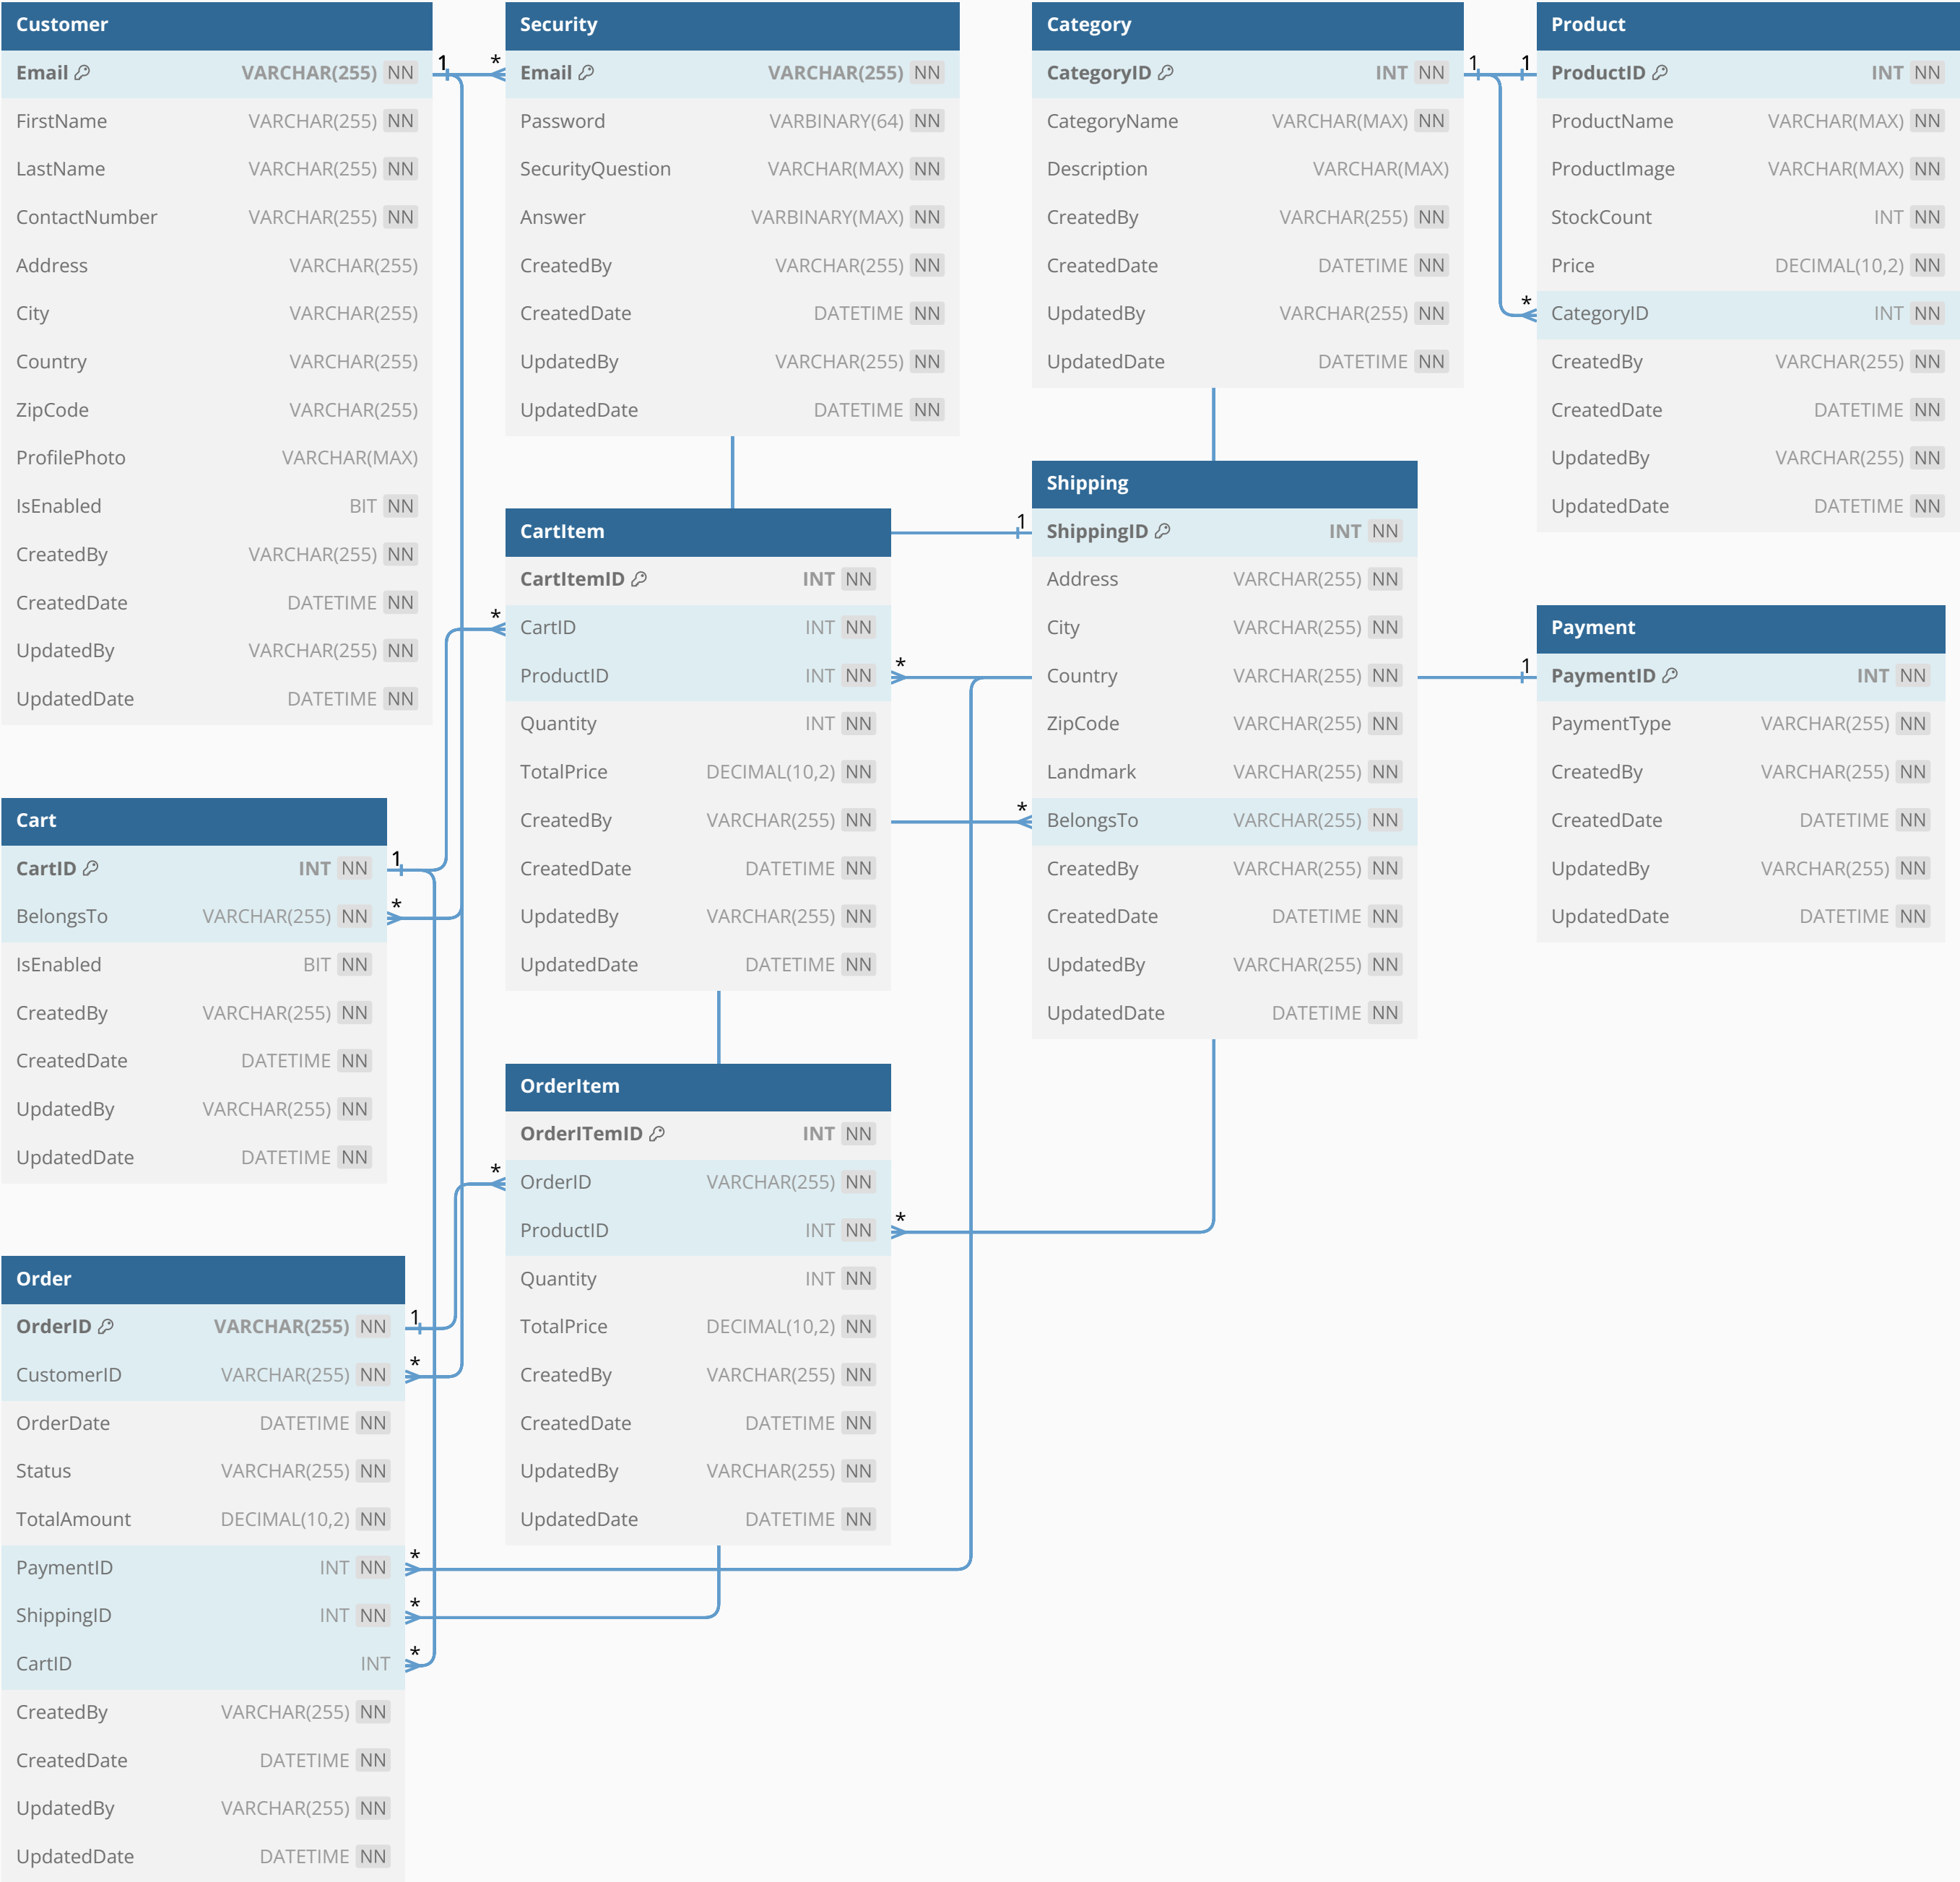 Customer
Email VARCHAR(255) NN
FirstName VARCHAR(255) NN
LastName VARCHAR(255) NN
ContactNumber VARCHAR(255) NN
Address VARCHAR(255)
City VARCHAR(255)
Country VARCHAR(255)
ZipCode VARCHAR(255)
ProfilePhoto VARCHAR(MAX)
IsEnabled BIT NN
CreatedBy VARCHAR(255) NN
CreatedDate DATETIME NN
UpdatedBy VARCHAR(255) NN
UpdatedDate DATETIME NN
1
*
Security
Email VARCHAR(255) NN
Password VARBINARY(64) NN
SecurityQuestion VARCHAR(MAX) NN
Answer VARBINARY(MAX) NN
CreatedBy VARCHAR(255) NN
CreatedDate DATETIME NN
UpdatedBy VARCHAR(255) NN
UpdatedDate DATETIME NN
Category
CategoryID INT NN
CategoryName VARCHAR(MAX) NN
Description VARCHAR(MAX)
CreatedBy VARCHAR(255) NN
CreatedDate DATETIME NN
UpdatedBy VARCHAR(255) NN
UpdatedDate DATETIME NN
1
1
*
Product
ProductID INT NN
ProductName VARCHAR(MAX) NN
ProductImage VARCHAR(MAX) NN
StockCount INT NN
Price DECIMAL(10,2) NN
CategoryID INT NN
CreatedBy VARCHAR(255) NN
CreatedDate DATETIME NN
UpdatedBy VARCHAR(255) NN
UpdatedDate DATETIME NN
*
CartItem
CartItemID INT NN
CartID INT NN
ProductID INT NN
Quantity INT NN
TotalPrice DECIMAL(10,2) NN
CreatedBy VARCHAR(255) NN
CreatedDate DATETIME NN
UpdatedBy VARCHAR(255) NN
UpdatedDate DATETIME NN
*
1
*
Shipping
ShippingID INT NN
Address VARCHAR(255) NN
City VARCHAR(255) NN
Country VARCHAR(255) NN
ZipCode VARCHAR(255) NN
Landmark VARCHAR(255) NN
BelongsTo VARCHAR(255) NN
CreatedBy VARCHAR(255) NN
CreatedDate DATETIME NN
UpdatedBy VARCHAR(255) NN
UpdatedDate DATETIME NN
1
Payment
PaymentID INT NN
PaymentType VARCHAR(255) NN
CreatedBy VARCHAR(255) NN
CreatedDate DATETIME NN
UpdatedBy VARCHAR(255) NN
UpdatedDate DATETIME NN
Cart
CartID INT NN
BelongsTo VARCHAR(255) NN
IsEnabled BIT NN
CreatedBy VARCHAR(255) NN
CreatedDate DATETIME NN
UpdatedBy VARCHAR(255) NN
UpdatedDate DATETIME NN
1
*
*
OrderItem
OrderITemID INT NN
OrderID VARCHAR(255) NN
ProductID INT NN
Quantity INT NN
TotalPrice DECIMAL(10,2) NN
CreatedBy VARCHAR(255) NN
CreatedDate DATETIME NN
UpdatedBy VARCHAR(255) NN
UpdatedDate DATETIME NN
*
Order
OrderID VARCHAR(255) NN
CustomerID VARCHAR(255) NN
OrderDate DATETIME NN
Status VARCHAR(255) NN
TotalAmount DECIMAL(10,2) NN
PaymentID INT NN
ShippingID INT NN
CartID INT
CreatedBy VARCHAR(255) NN
CreatedDate DATETIME NN
UpdatedBy VARCHAR(255) NN
UpdatedDate DATETIME NN
1
*
*
*
*